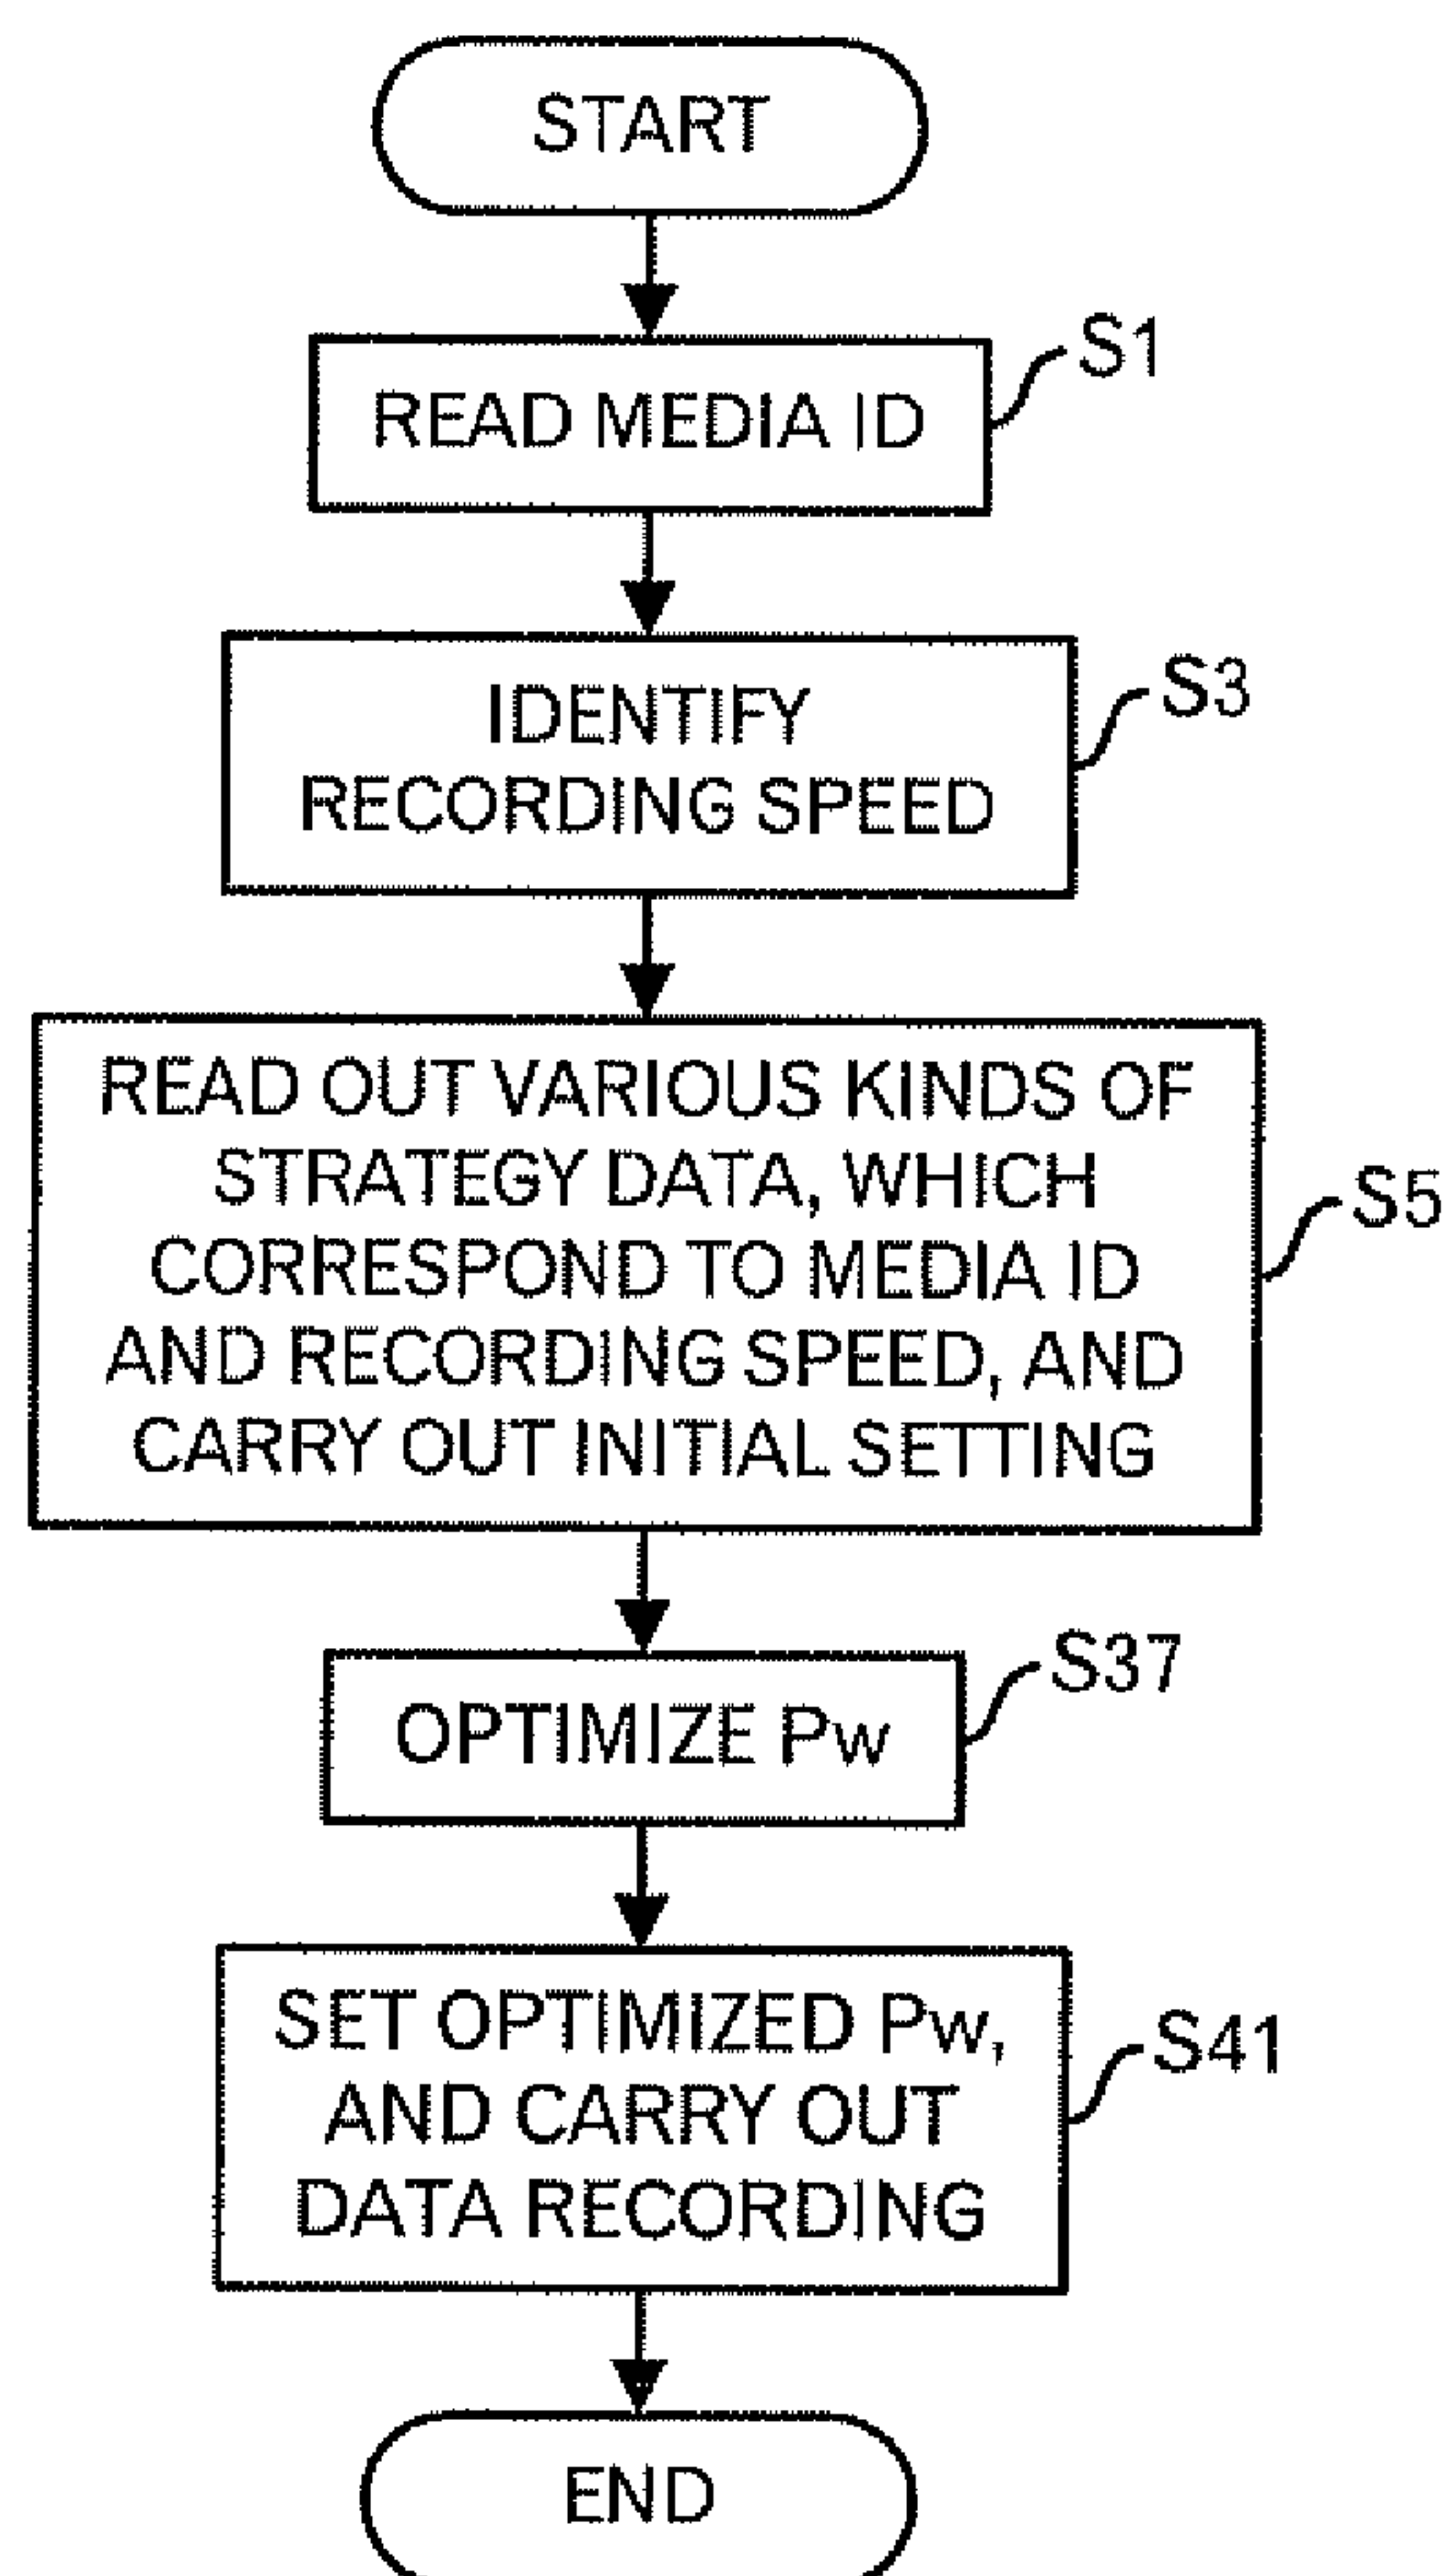 START
S1
READ MEDIA ID
S3
IDENTIFY
RECORDING SPEED
READ OUT VARIOUS KINDS OF
STRATEGY DATA, WHICH
CORRESPOND TO MEDIA ID
AND RECORDING SPEED, AND
CARRY OUT INITIAL SETTING
S5
S37
OPTIMIZE Pw
SET OPTIMIZED Pw,
AND CARRY OUT
DATA RECORDING
S41
END